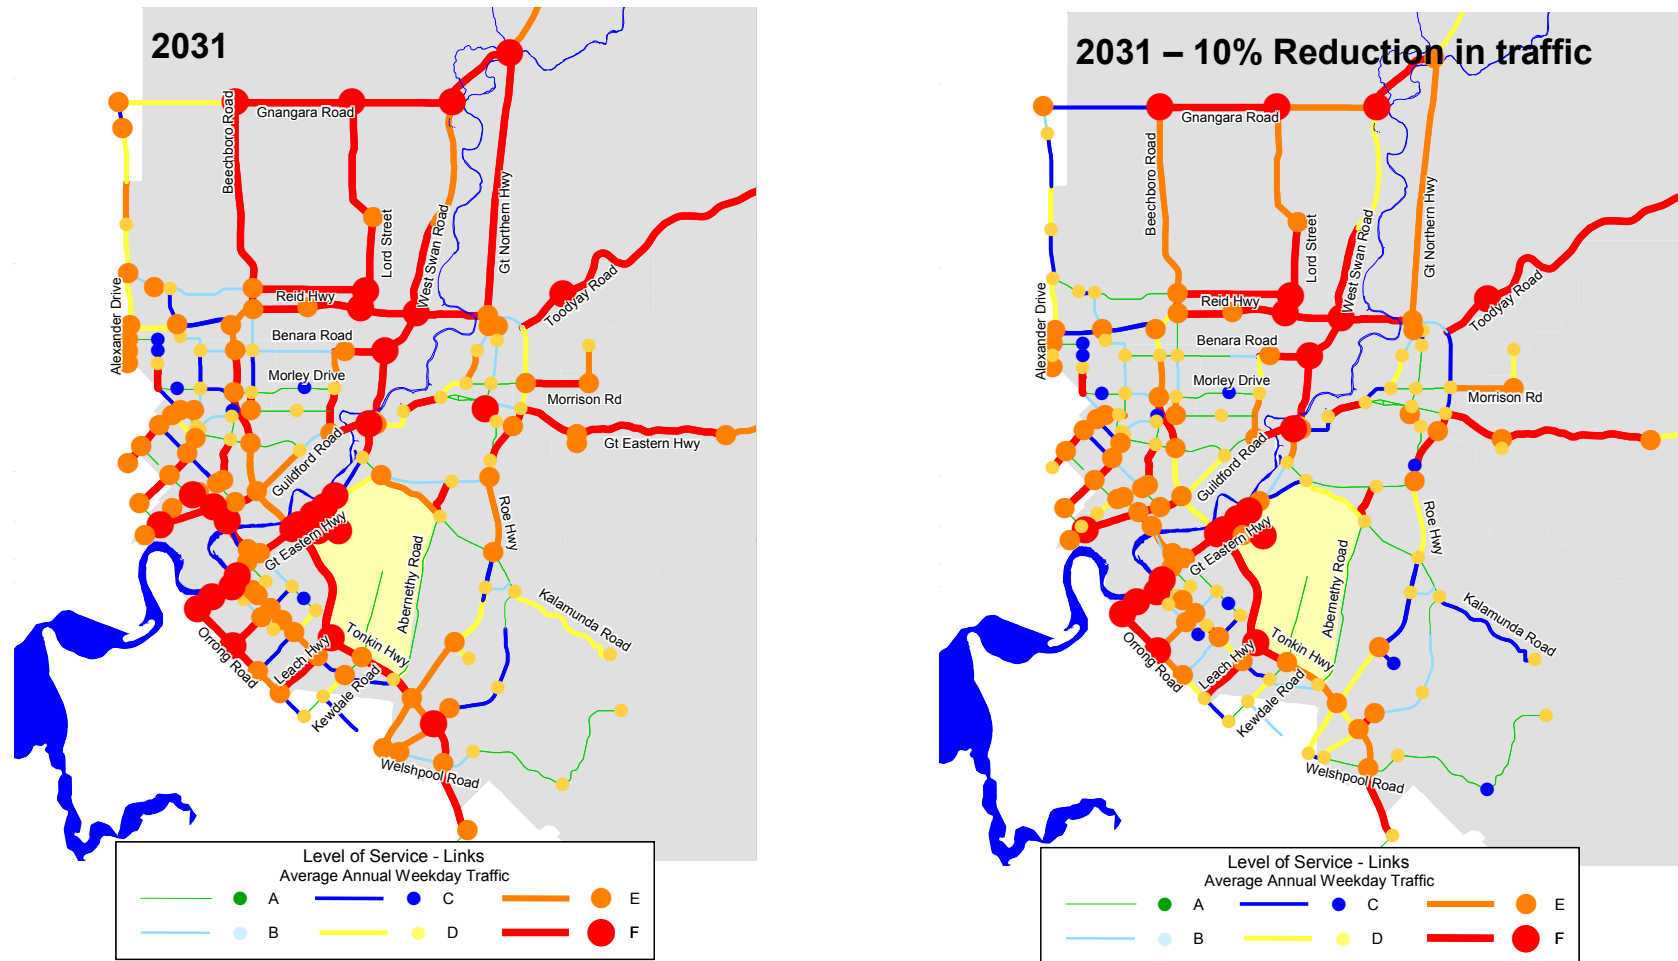 2031
Beechboro Road
Gnangara Road
Lord Street
West Swan Road
Gt Northern Hwy
Toodyay Road
Alexander Drive
Reid Hwy
Benara Road
Morley Drive
Morrison Rd
Gt Eastern Hwy
Guildford Road
Roe Hwy
Gt Eastern Hwy
Abernethy Road
Kalamunda Road
Orrong Road
Leach Hwy
Tonkin Hwy
Kewdale Road
Welshpool Road
Level of Service - Links
Average Annual Weekday Traffic
A C E
B D F
2031 – 10% Reduction in traffic
Beechboro Road
Gnangara Road
Lord Street
West Swan Road
Gt Northern Hwy
Toodyay Road
Alexander Drive
Reid Hwy
Benara Road
Morley Drive
Morrison Rd
Gt Eastern Hwy
Guildford Road
Roe Hwy
Gt Eastern Hwy
Abernethy Road
Kalamunda Road
Orrong Road
Leach Hwy
Tonkin Hwy
Kewdale Road
Welshpool Road
Level of Service - Links
Average Annual Weekday Traffic
A C E
B D F